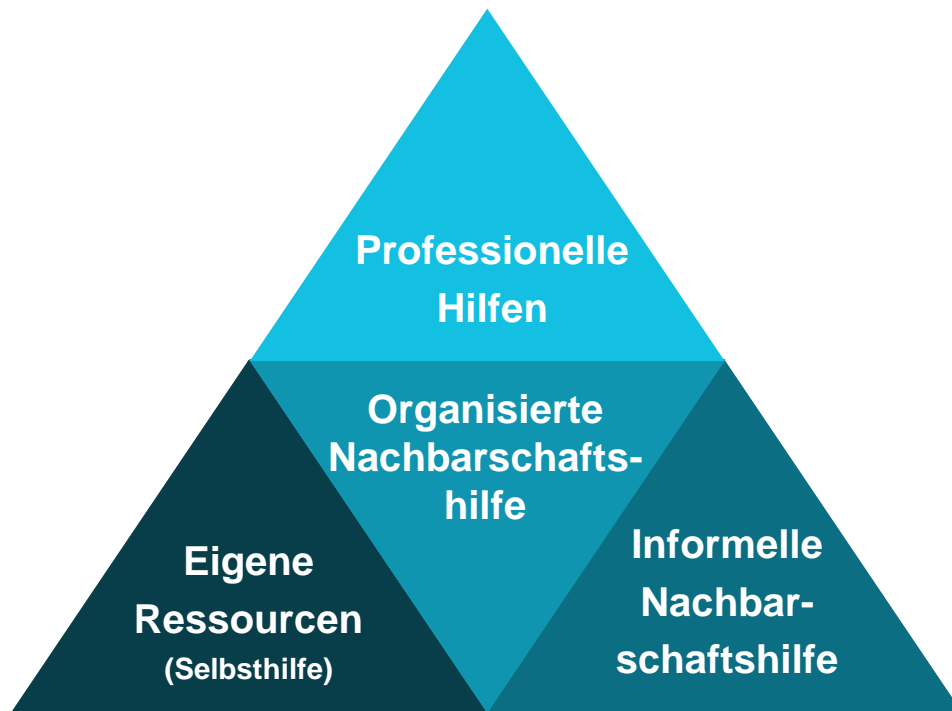 Professionelle
Hilfen
Organisierte
Nachbarschafts-
hilfe
Eigene
Ressourcen
(Selbsthilfe)
Informelle
Nachbar-
schaftshilfe